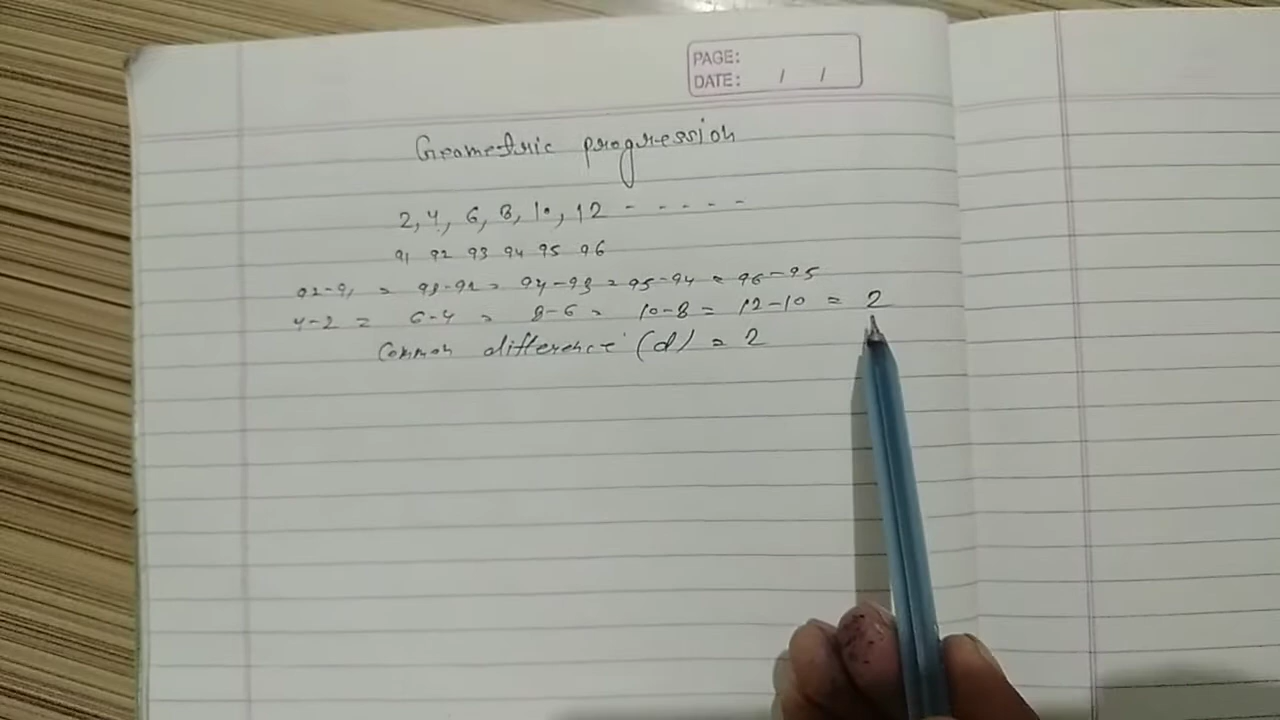 PAGE:
DATE: / /
Geometric progression
2, 4, 6, 8, 10, 12 - - - - -
a1 a2 a3 a4 a5 a6
a2-a1 = a3-a2 = a4-a3 = a5-a4 = a6-a5
4-2 = 6-4 = 8-6 = 10-8 = 12-10 = 2
Common difference (d) = 2